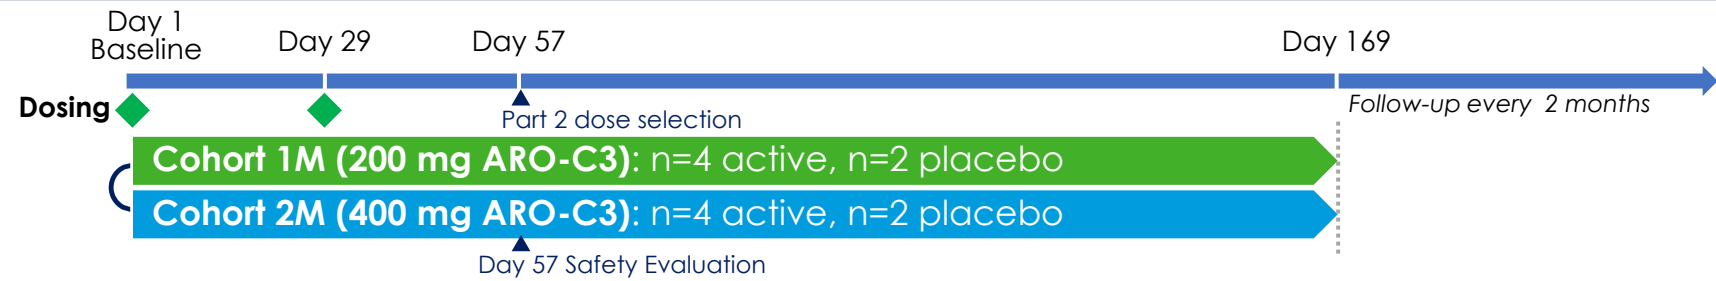 Day 1
Baseline
Day 29
Day 57
Day 169
Dosing
Follow-up every 2 months
Part 2 dose selection
Cohort 1M (200 mg ARO-C3): n=4 active, n=2 placebo
Cohort 2M (400 mg ARO-C3): n=4 active, n=2 placebo
Day 57 Safety Evaluation